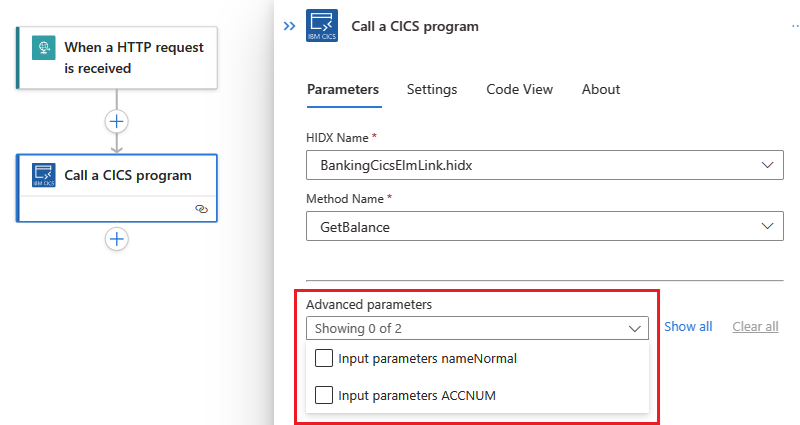 When a HTTP request
is received
IBM CICS
Call a CICS program
IBM CICS
Call a CICS program
Parameters
Settings
Code View
About
HIDX Name *
BankingCicsElmLink.hidx
Method Name *
GetBalance
Advanced parameters
Showing 0 of 2
Show all
Clear all
Input parameters nameNormal
Input parameters ACCNUM